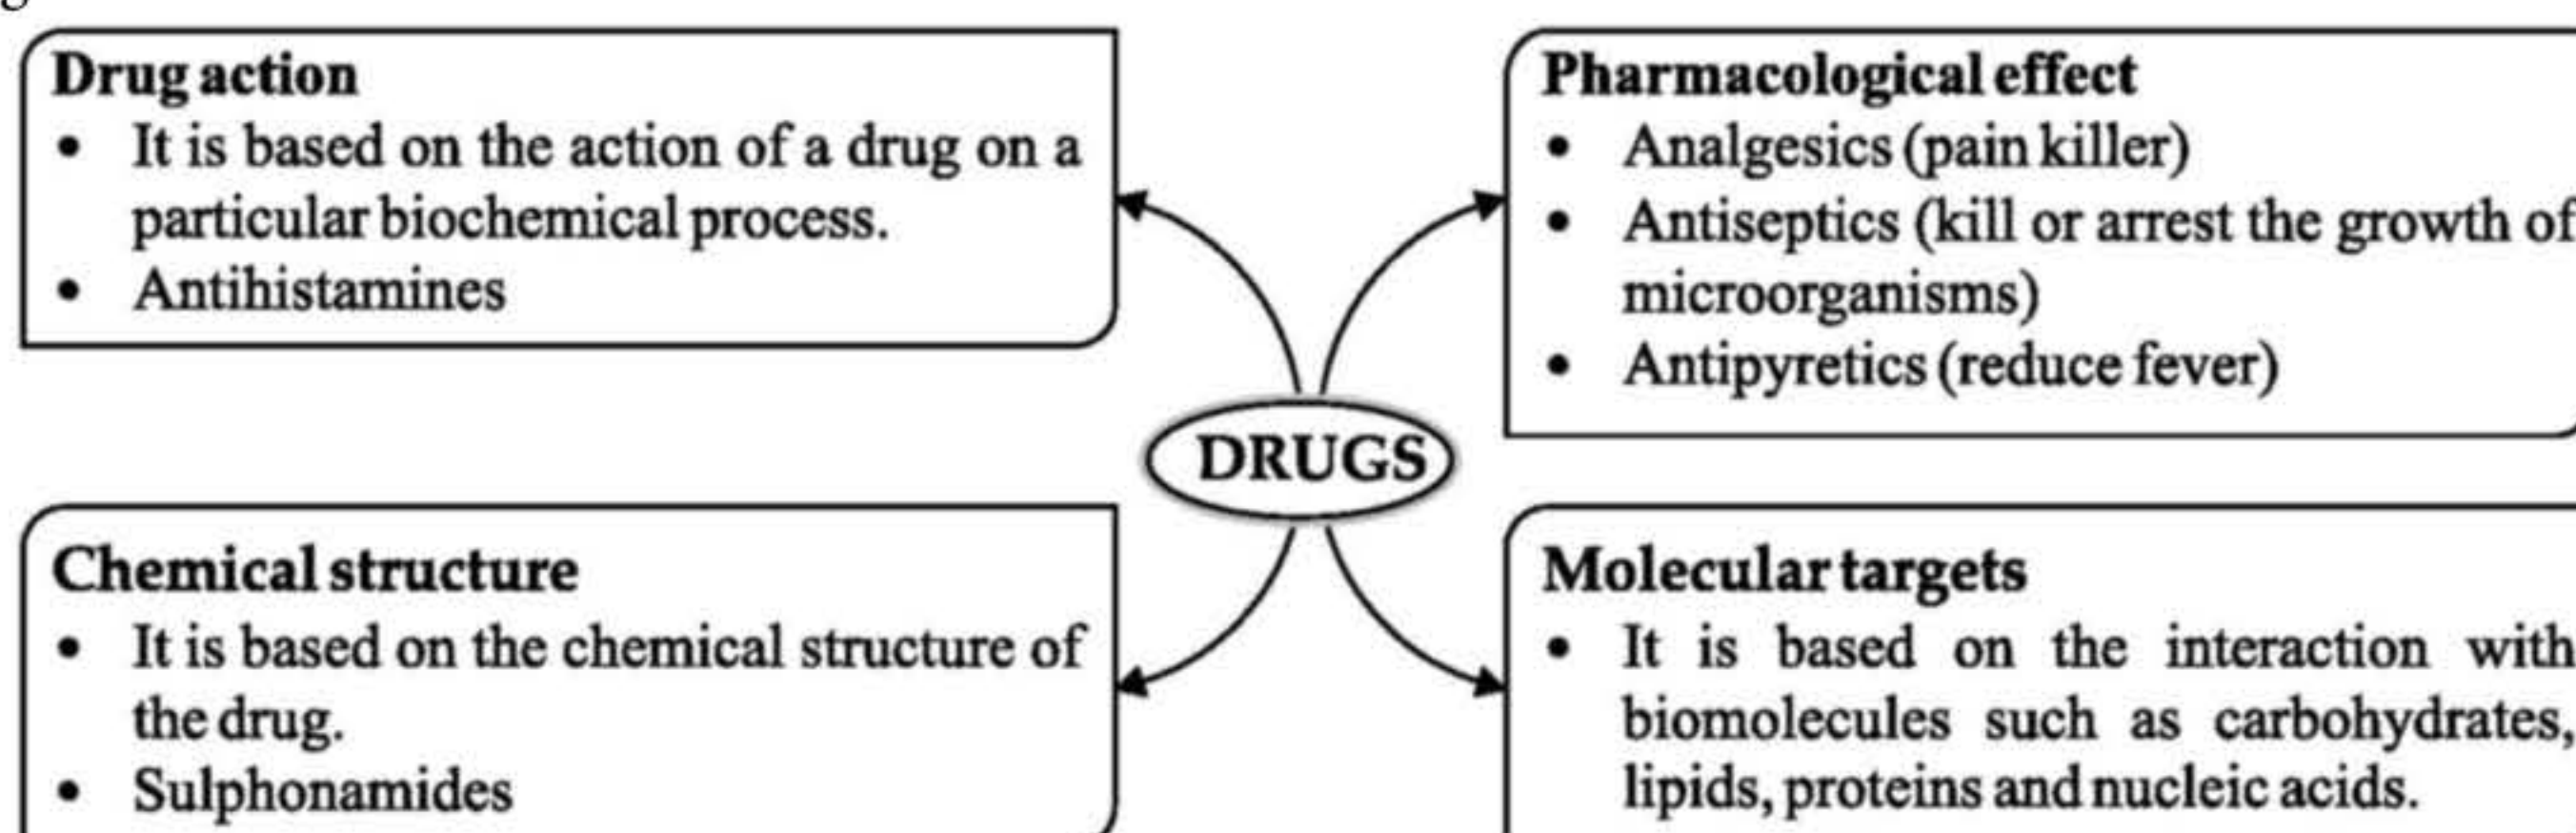 Drug action
• It is based on the action of a drug on a
particular biochemical process.
• Antihistamines
Pharmacological effect
• Analgesics (pain killer)
• Antiseptics (kill or arrest the growth of
microorganisms)
• Antipyretics (reduce fever)
DRUGS
Chemical structure
• It is based on the chemical structure of
the drug.
• Sulphonamides
Molecular targets
• It is based on the interaction with
biomolecules such as carbohydrates,
lipids, proteins and nucleic acids.